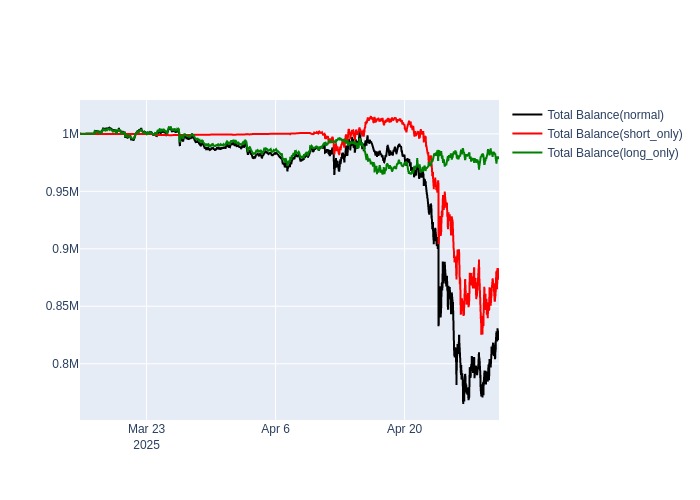 1M
0.95M
0.9M
0.85M
0.8M
Mar 23
2025
Apr 6
Apr 20
Total Balance(normal)
Total Balance(short_only)
Total Balance(long_only)